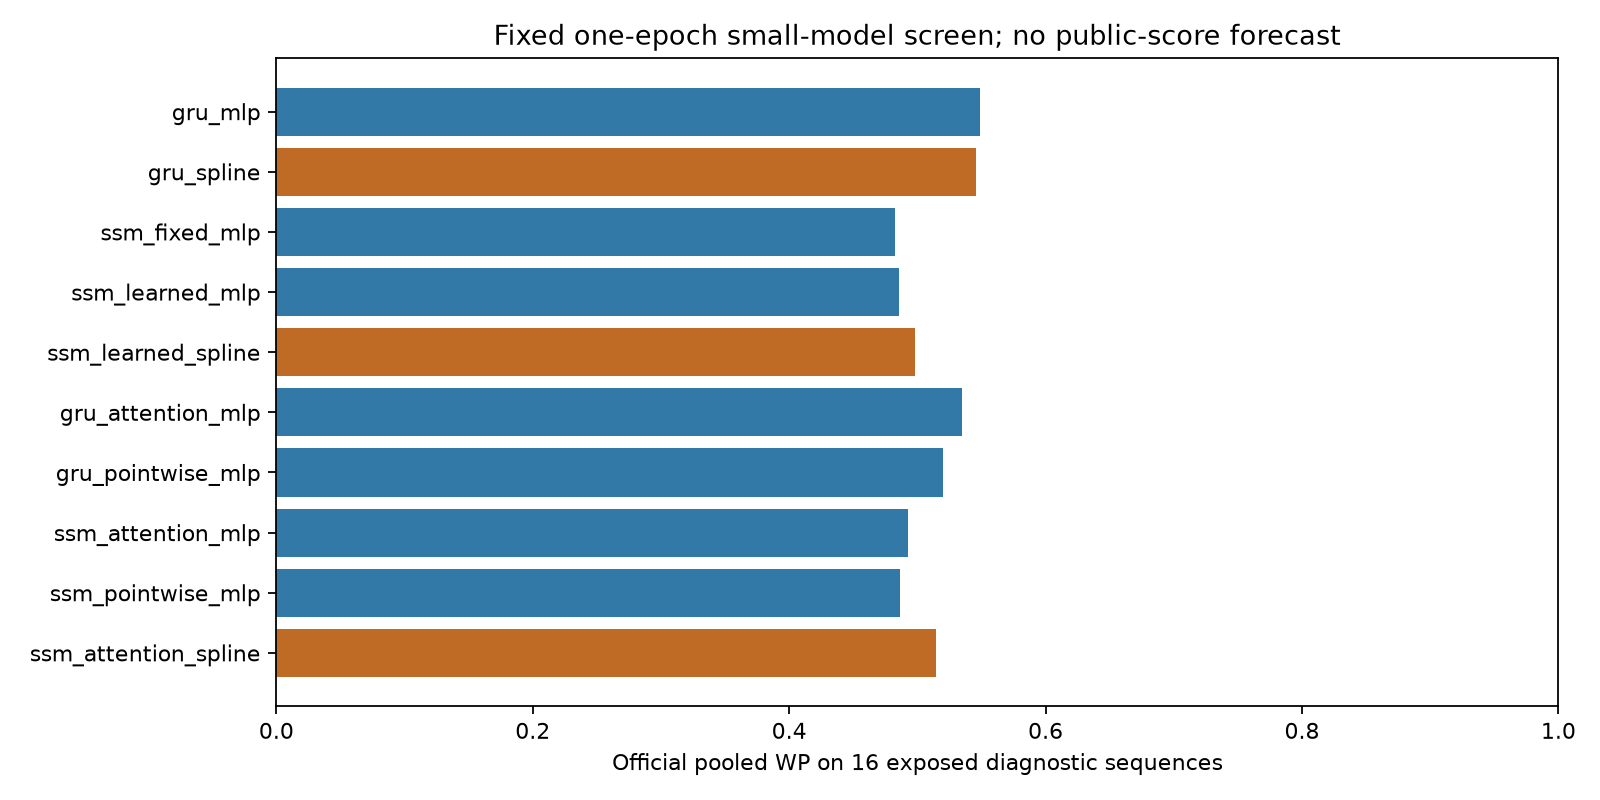 Fixed one-epoch small-model screen; no public-score forecast
gru_mlp
gru_spline
ssm_fixed_mlp
ssm_learned_mlp
ssm_learned_spline
gru_attention_mlp
gru_pointwise_mlp
ssm_attention_mlp
ssm_pointwise_mlp
ssm_attention_spline
0.0 0.2 0.4 0.6 0.8 1.0
Official pooled WP on 16 exposed diagnostic sequences